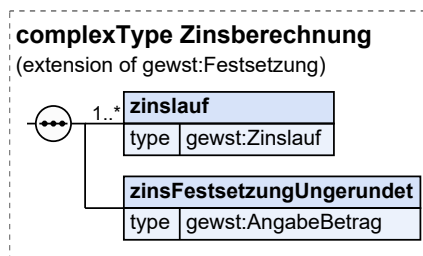 complexType Zinsberechnung
(extension of gewst:Festsetzung)
1..* zinslauf
type gewst:Zinslauf
zinsFestsetzungUngerundet
type gewst:AngabeBetrag